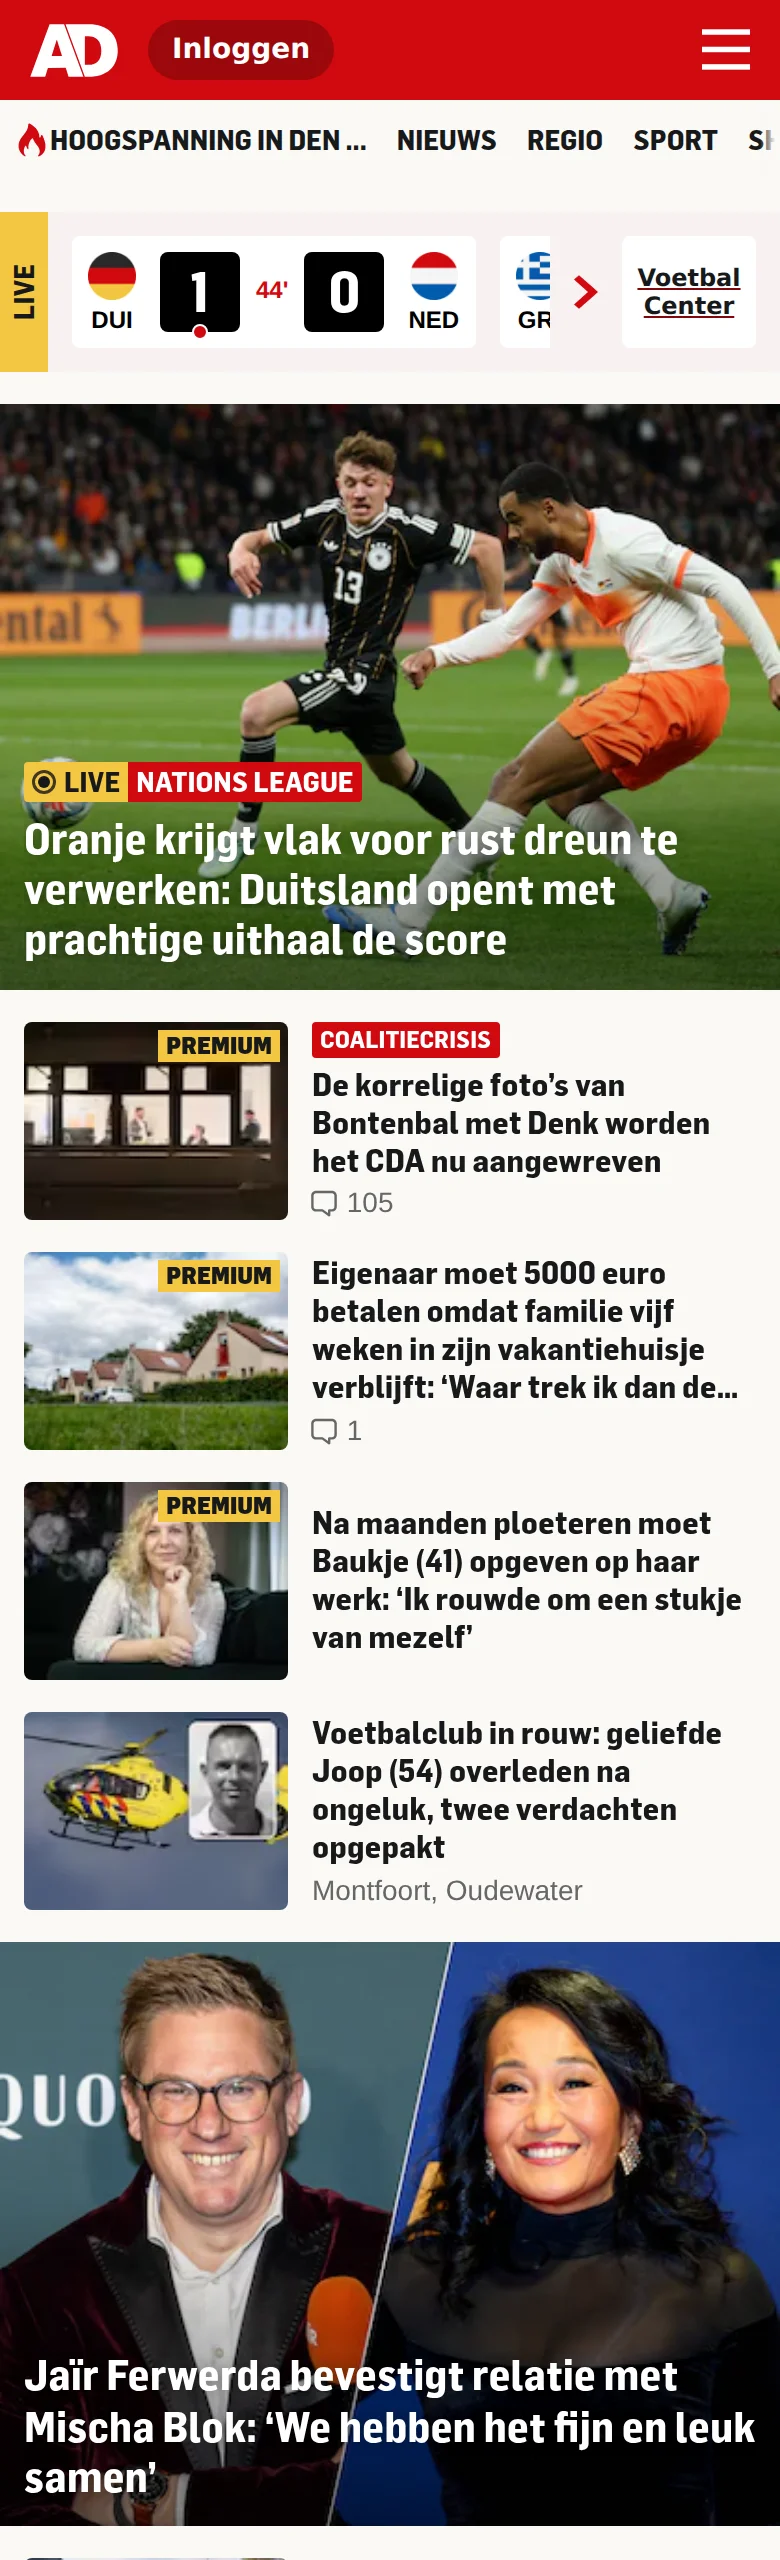 AD
Inloggen
HOOGSPANNING IN DEN ...
NIEUWS
REGIO
SPORT
LIVE
DUI
1
44'
0
NED
GR
Voetbal
Center
ental
BERLI
13
LIVE
NATIONS LEAGUE
Oranje krijgt vlak voor rust dreun te
verwerken: Duitsland opent met
prachtige uithaal de score
PREMIUM
COALITIECRISIS
De korrelige foto’s van
Bontenbal met Denk worden
het CDA nu aangewreven
105
PREMIUM
Eigenaar moet 5000 euro
betalen omdat familie vijf
weken in zijn vakantiehuisje
verblijft: ‘Waar trek ik dan de...
1
PREMIUM
Na maanden ploeteren moet
Baukje (41) opgeven op haar
werk: ‘Ik rouwde om een stukje
van mezelf’
Voetbalclub in rouw: geliefde
Joop (54) overleden na
ongeluk, twee verdachten
opgepakt
Montfoort, Oudewater
QUO
Jaïr Ferwerda bevestigt relatie met
Mischa Blok: ‘We hebben het fijn en leuk
samen’